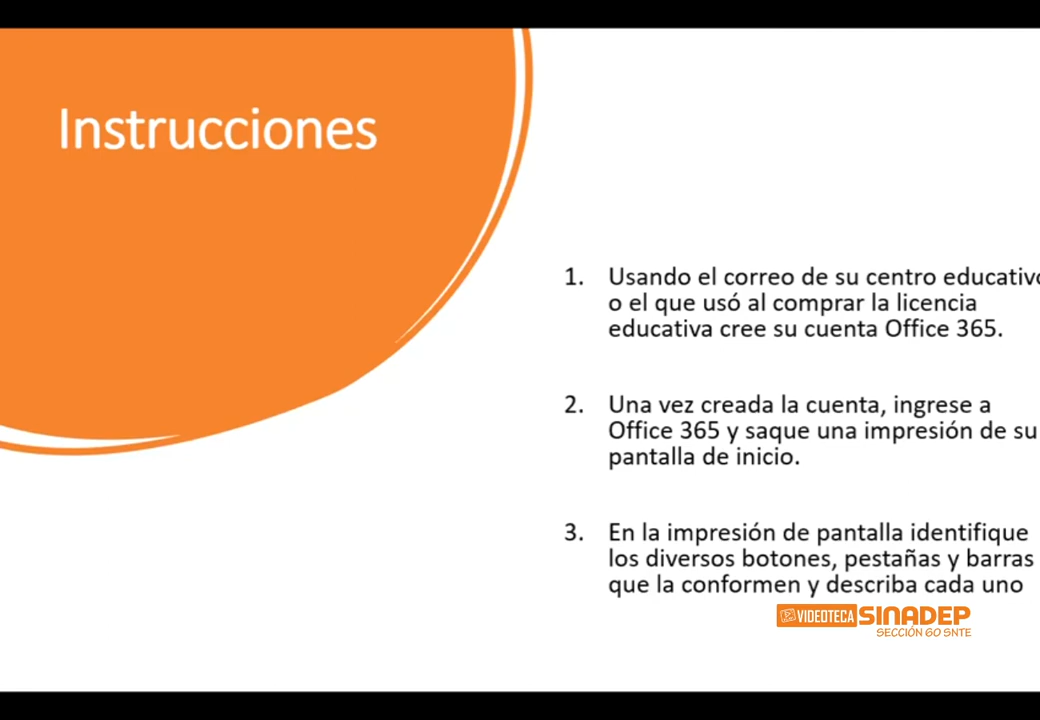 Instrucciones
1. Usando el correo de su centro educativo
o el que usó al comprar la licencia
educativa cree su cuenta Office 365.
2. Una vez creada la cuenta, ingrese a
Office 365 y saque una impresión de su
pantalla de inicio.
3. En la impresión de pantalla identifique
los diversos botones, pestañas y barras
que la conformen y describa cada uno
VIDEOTECA SINADEP
SECCIÓN 60 SNTE